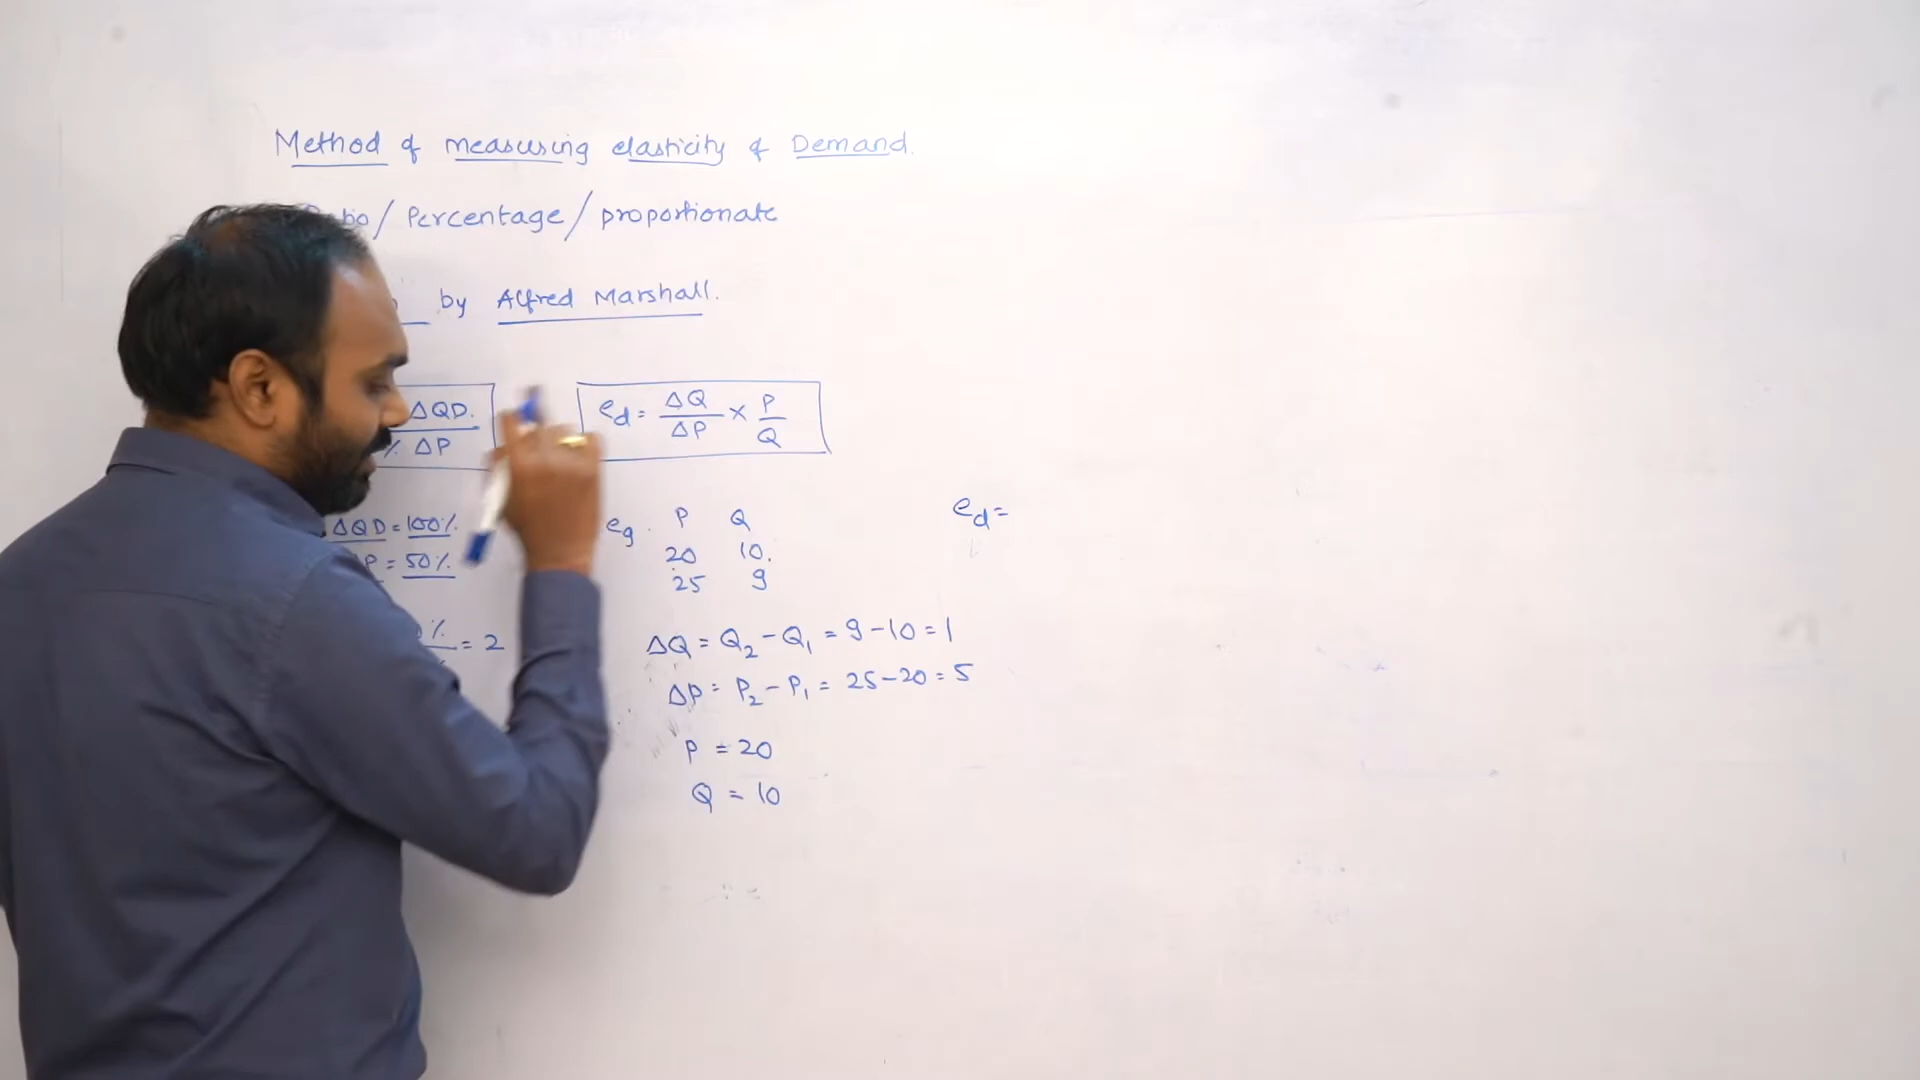 Method of measuring elasticity of Demand.
/ Percentage / proportionate
by Alfred Marshall.
ΔQD.
% ΔP
ed = ΔQ/ΔP × P/Q
ΔQD = 100%.
P = 50%.
%
= 2
eg. P Q
20 10.
25 9
ed=
ΔQ = Q2 - Q1 = 9 - 10 = 1
ΔP = P2 - P1 = 25 - 20 = 5
P = 20
Q = 10